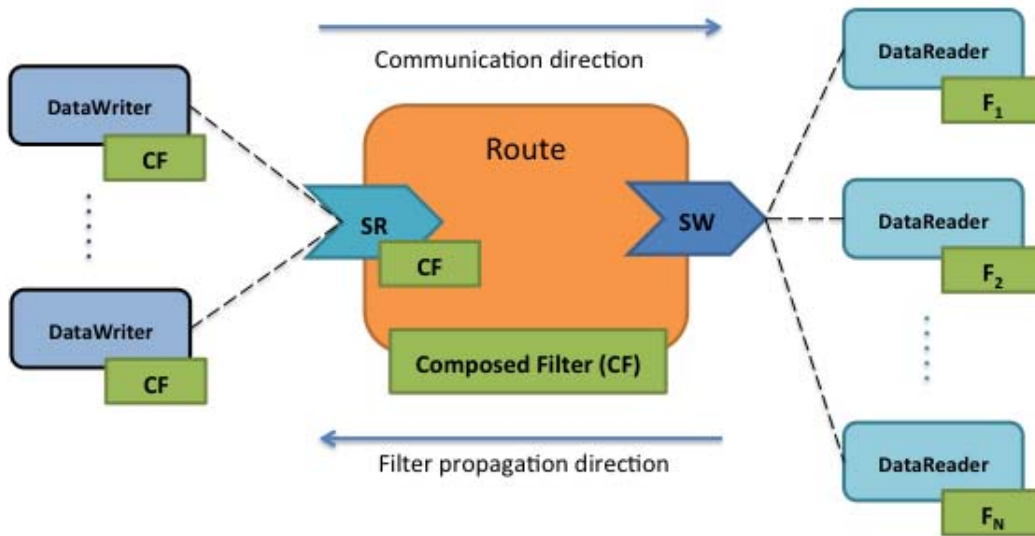 Communication direction
DataWriter
CF
DataWriter
CF
Route
SR
CF
SW
Composed Filter (CF)
DataReader
F₁
DataReader
F₂
DataReader
F_N
Filter propagation direction